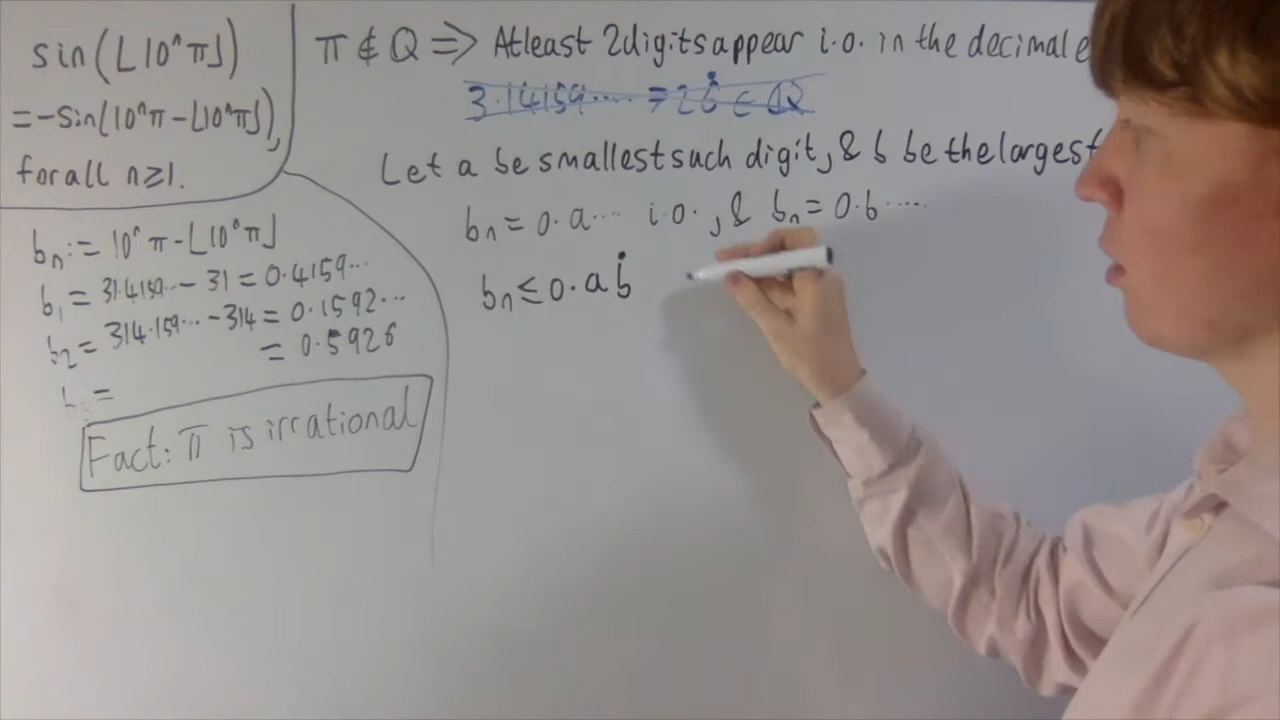 sin(⌊10ⁿπ⌋)
=-sin(10ⁿπ-⌊10ⁿπ⌋),
for all n≥1.
π∉Q => Atleast 2 digits appear i.o. in the decimal e
3.14159..... = 26̇ ∈ Q
Let a be smallest such digit, & b be the largest
bₙ = 0.a... i.o., & bₙ = 0.b.....
bₙ ≤ 0.aḃ
bₙ := 10ⁿπ-⌊10ⁿπ⌋
b₁ = 31.4159... - 31 = 0.4159...
b₂ = 314.159... - 314 = 0.1592...
= 0.5926
Fact: π is irrational